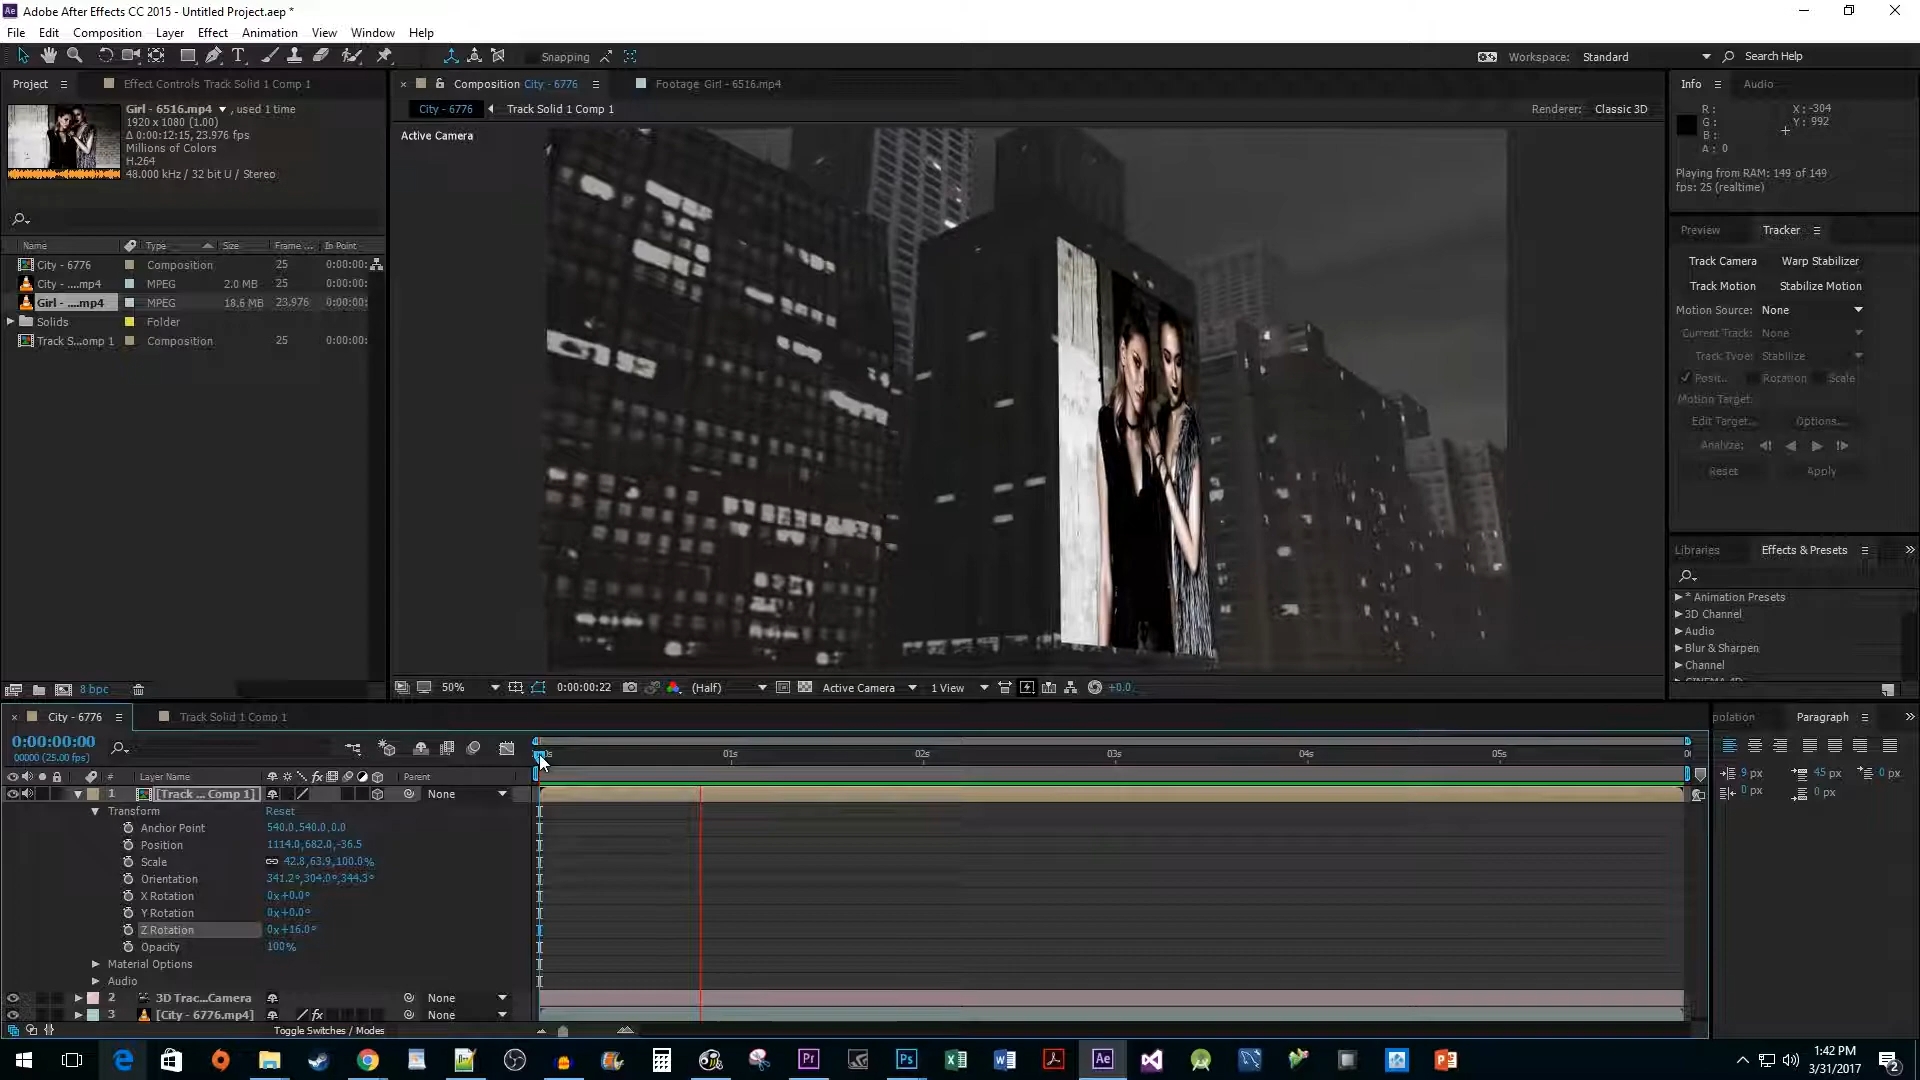 Adobe After Effects CC 2015 - Untitled Project.aep *
File Edit Composition Layer Effect Animation View Window Help
Snapping Workspace: Standard Search Help
Project Effect Controls Track Solid 1 Comp 1
Composition City - 6776 Footage Girl - 6516.mp4
Info Audio
City - 6776 Track Solid 1 Comp 1
Renderer: Classic 3D
Active Camera
Girl - 6516.mp4 , used 1 time
1920 x 1080 (1.00)
Δ 0:00:12:15, 23.976 fps
Millions of Colors
H.264
48.000 kHz / 32 bit U / Stereo
R : X : -304
G : Y : 992
B :
A : 0
Playing from RAM: 149 of 149
fps: 25 (realtime)
Preview Tracker
Track Camera Warp Stabilizer
Track Motion Stabilize Motion
Motion Source: None
Current Track: None
Track Type: Stabilize
Posit.. Rotation Scale
Motion Target:
Edit Target... Options...
Analyze:
Reset Apply
Name Type Size Frame ... In Point
City - 6776 Composition 25 0:00:00:
City - ....mp4 MPEG 2.0 MB 0:00:00:
Girl - ....mp4 MPEG 18.6 MB 23.976 0:00:00:
Solids Folder
Track S...omp 1 Composition 25 0:00:00:
Libraries Effects & Presets
* Animation Presets
3D Channel
Audio
Blur & Sharpen
Channel
CINEMA 4D
8 bpc
50% 0:00:00:22 (Half) Active Camera 1 View +0.0
City - 6776 Track Solid 1 Comp 1
polation Paragraph
0:00:00:00
00000 (25.00 fps)
01s 02s 03s 04s 05s
9 px 45 px 0 px
0 px 0 px
# Layer Name Parent
1 [Track ... Comp 1] None
Transform Reset
Anchor Point 540.0,540.0,0.0
Position 1114.0,682.0,-36.5
Scale 42.8,63.9,100.0%
Orientation 341.2°,304.0°,344.3°
X Rotation 0x+0.0°
Y Rotation 0x+0.0°
Z Rotation 0x+16.0°
Opacity 100%
Material Options
Audio
2 3D Trac...Camera None
3 [City - 6776.mp4] None
Toggle Switches / Modes
1:42 PM
3/31/2017
2